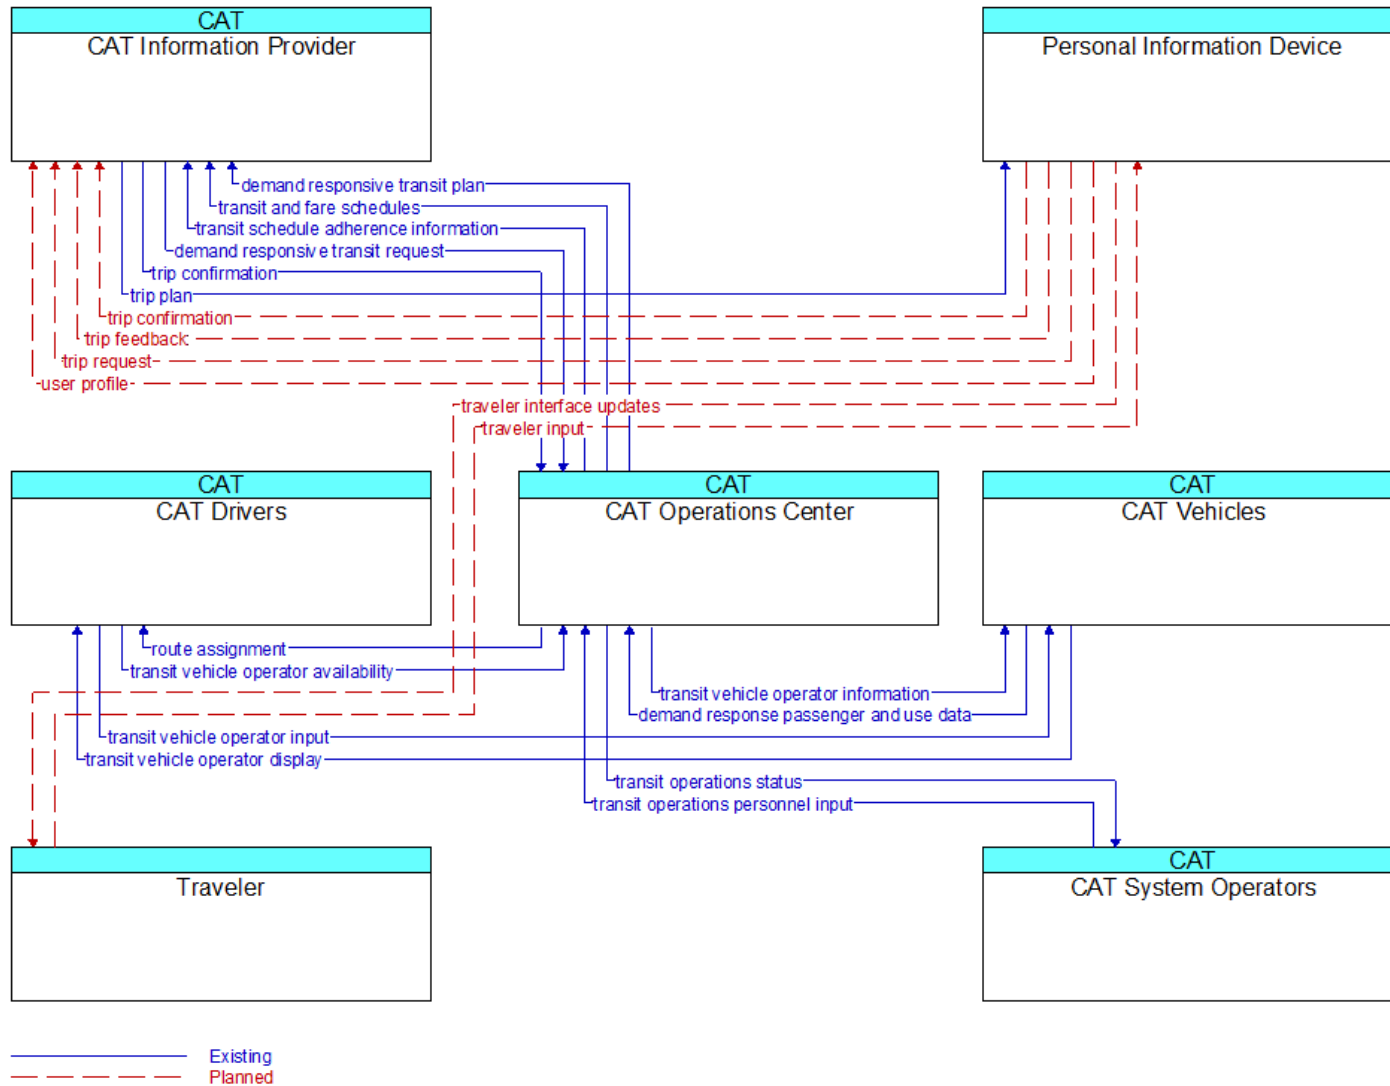 CAT
CAT Information Provider
Personal Information Device
demand responsive transit plan
transit and fare schedules
transit schedule adherence information
demand responsive transit request
trip confirmation
trip plan
trip confirmation
trip feedback
trip request
user profile
traveler interface updates
traveler input
CAT
CAT Drivers
CAT
CAT Operations Center
CAT
CAT Vehicles
route assignment
transit vehicle operator availability
transit vehicle operator information
demand response passenger and use data
transit vehicle operator input
transit vehicle operator display
transit operations status
transit operations personnel input
Traveler
CAT
CAT System Operators
Existing
Planned